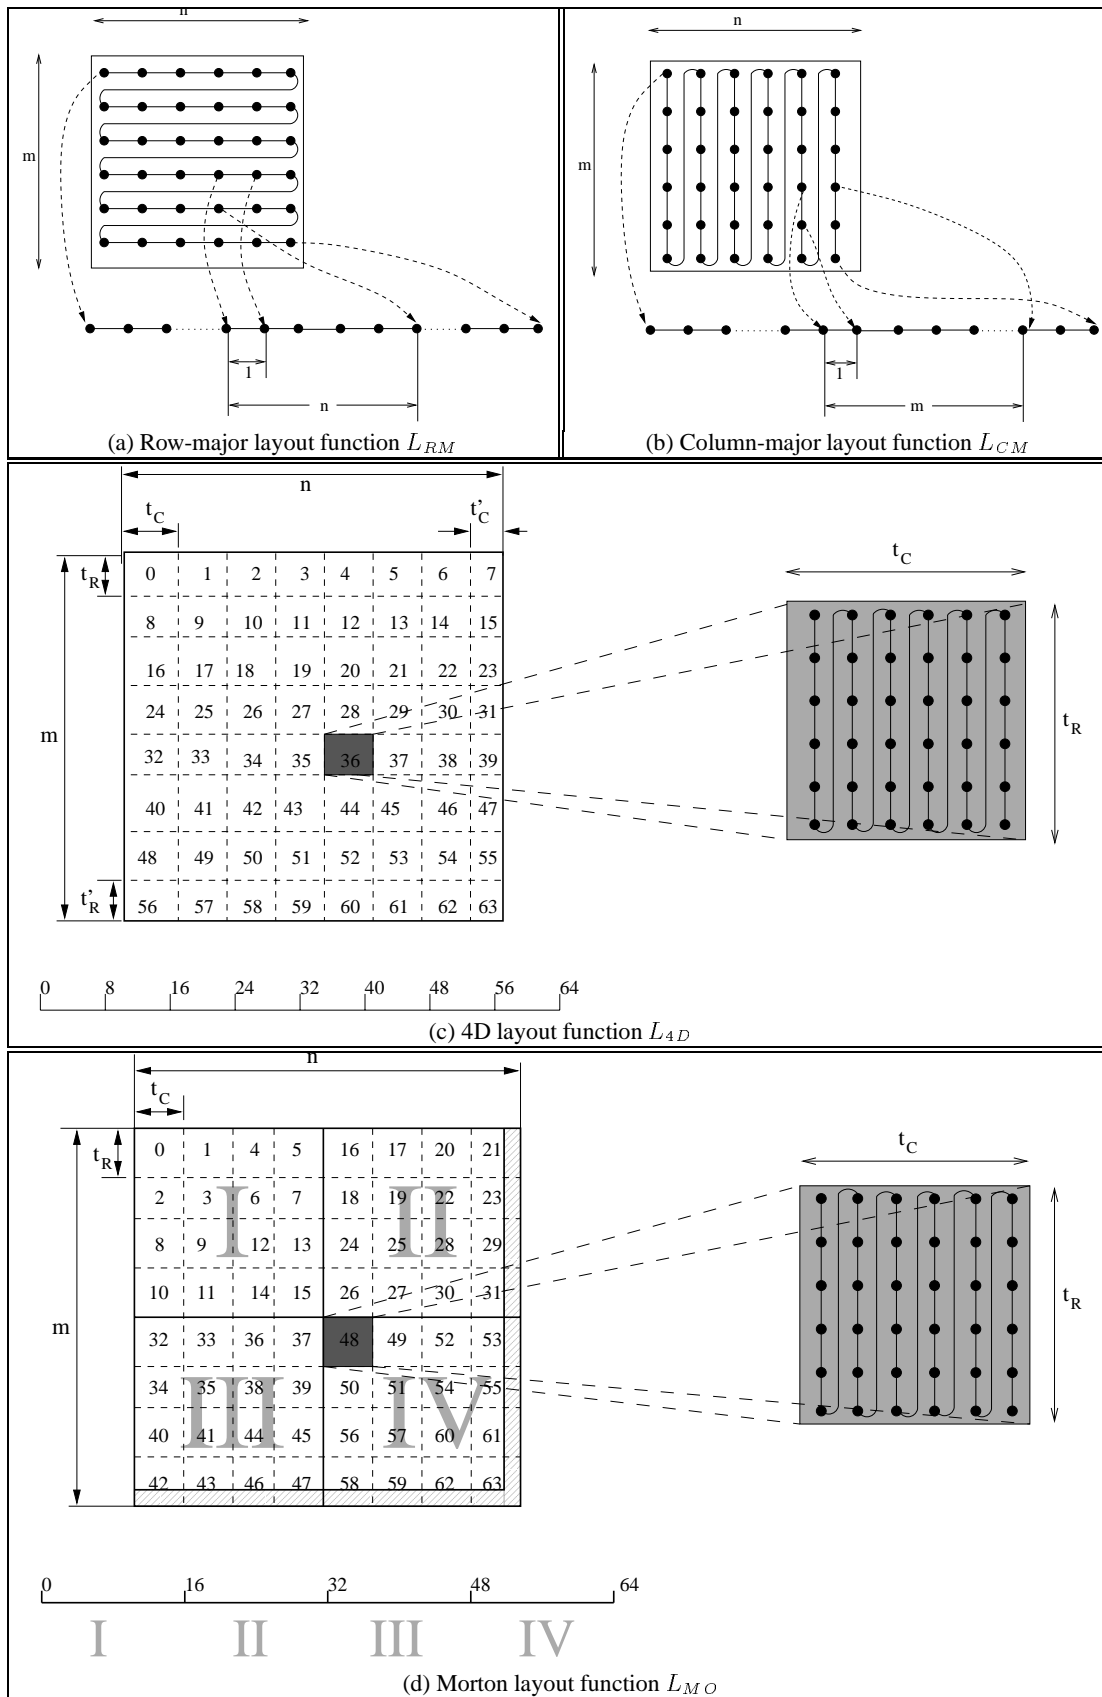 n
m
1
n
(a) Row-major layout function L_RM
n
m
1
m
(b) Column-major layout function L_CM
n
t_C t'_C
t_R
m
t'_R
0 1 2 3 4 5 6 7
8 9 10 11 12 13 14 15
16 17 18 19 20 21 22 23
24 25 26 27 28 29 30 31
32 33 34 35 36 37 38 39
40 41 42 43 44 45 46 47
48 49 50 51 52 53 54 55
56 57 58 59 60 61 62 63
t_C
t_R
0 8 16 24 32 40 48 56 64
(c) 4D layout function L_4D
n
t_C
t_R
m
0 1 4 5 16 17 20 21
2 3 6 7 18 19 22 23
I II
8 9 12 13 24 25 28 29
10 11 14 15 26 27 30 31
32 33 36 37 48 49 52 53
34 35 38 39 50 51 54 55
III IV
40 41 44 45 56 57 60 61
42 43 46 47 58 59 62 63
t_C
t_R
0 16 32 48 64
I II III IV
(d) Morton layout function L_MO